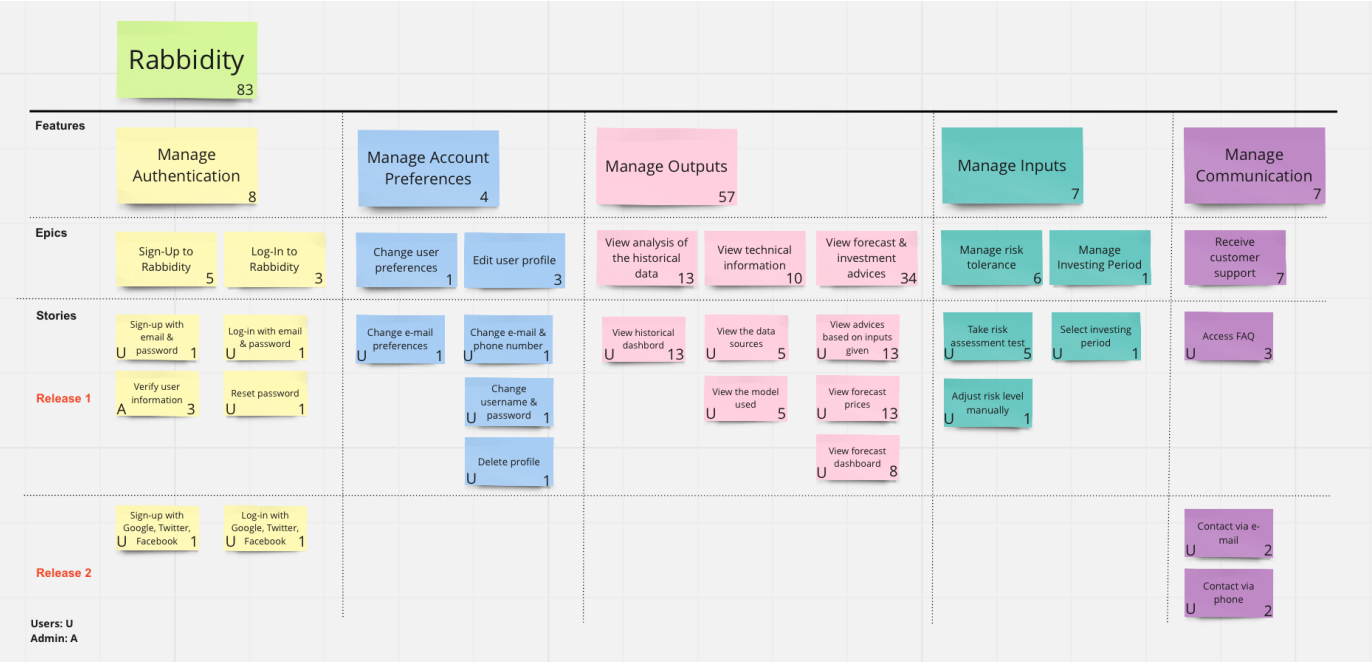 Rabbidity
83
Features
Manage
Authentication
8
Manage Account
Preferences
4
Manage Outputs
57
Manage Inputs
7
Manage
Communication
7
Epics
Sign-Up to
Rabbidity
5
Log-In to
Rabbidity
3
Change user
preferences
1
Edit user profile
3
View analysis of
the historical
data
13
View technical
information
10
View forecast &
investment
advices
34
Manage risk
tolerance
6
Manage
Investing Period
1
Receive
customer
support
7
Stories
Sign-up with
email &
password
U 1
Log-in with email
& password
U 1
Change e-mail
preferences
U 1
Change e-mail &
phone number
U 1
View historical
dashbord
U 13
View the data
sources
U 5
View advices
based on inputs
given
U 13
Take risk
assessment test
U 5
Select investing
period
U 1
Access FAQ
U 3
Release 1
Verify user
information
A 3
Reset password
U 1
Change
username &
password
U 1
View the model
used
U 5
View forecast
prices
U 13
Adjust risk level
manually
U 1
Delete profile
U 1
View forecast
dashboard
U 8
Sign-up with
Google, Twitter,
Facebook
U 1
Log-in with
Google, Twitter,
Facebook
U 1
Contact via e-
mail
U 2
Release 2
Contact via
phone
U 2
Users: U
Admin: A